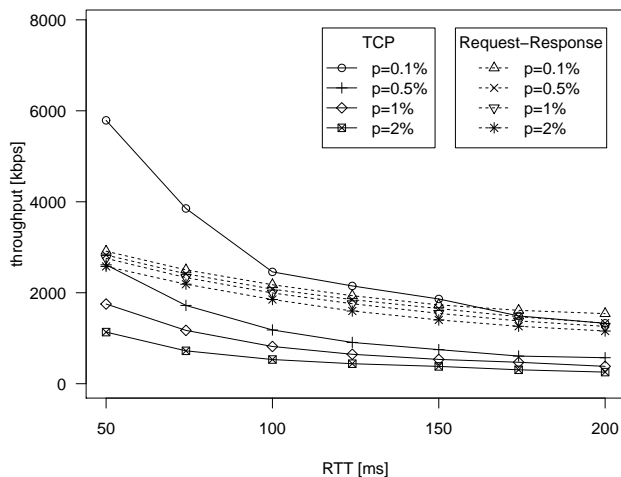 throughput [kbps]
8000
6000
4000
2000
0
TCP
p=0.1%
p=0.5%
p=1%
p=2%
Request−Response
p=0.1%
p=0.5%
p=1%
p=2%
50
100
150
200
RTT [ms]